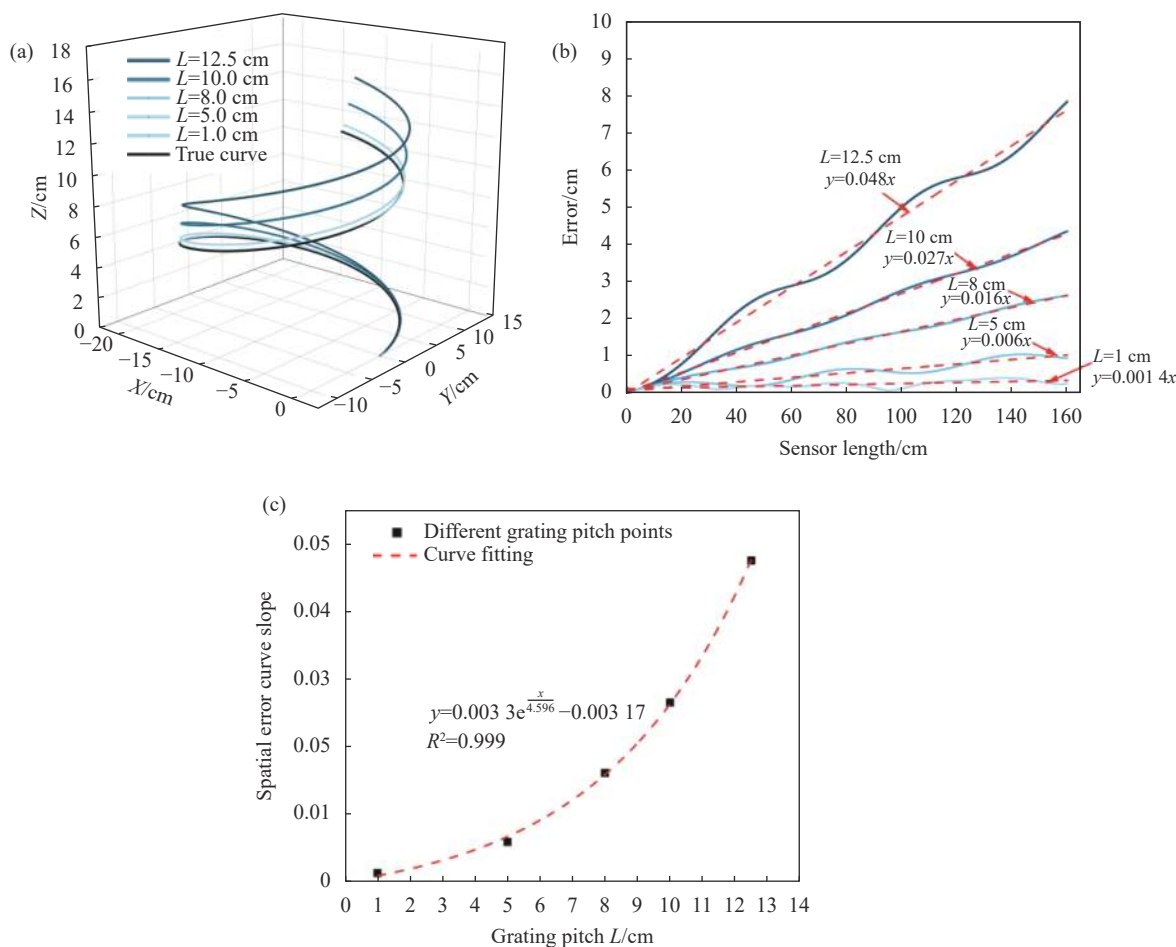 (a)
18
16
14
12
10
8
6
4
2
0
Z/cm
L=12.5 cm
L=10.0 cm
L=8.0 cm
L=5.0 cm
L=1.0 cm
True curve
−20
−15
−10
−5
0
X/cm
−10
−5
0
5
10
15
Y/cm
(b)
10
9
8
7
6
5
4
3
2
1
0
Error/cm
L=12.5 cm
y=0.048x
L=10 cm
y=0.027x
L=8 cm
y=0.016x
L=5 cm
y=0.006x
L=1 cm
y=0.001 4x
0 20 40 60 80 100 120 140 160
Sensor length/cm
(c)
Different grating pitch points
Curve fitting
0.05
0.04
0.03
0.05
0.01
0
Spatial error curve slope
y=0.003 3e^{x/4.596}−0.003 17
R²=0.999
0 1 2 3 4 5 6 7 8 9 10 11 12 13 14
Grating pitch L/cm